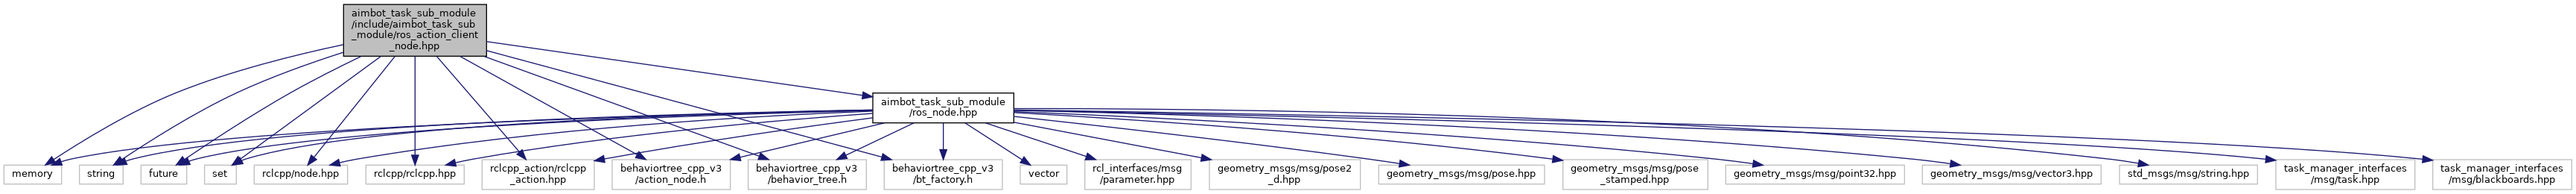 aimbot_task_sub_module
/include/aimbot_task_sub
_module/ros_action_client
_node.hpp
aimbot_task_sub_module
/ros_node.hpp
memory
string
future
set
rclcpp/node.hpp
rclcpp/rclcpp.hpp
rclcpp_action/rclcpp
_action.hpp
behaviortree_cpp_v3
/action_node.h
behaviortree_cpp_v3
/behavior_tree.h
behaviortree_cpp_v3
/bt_factory.h
vector
rcl_interfaces/msg
/parameter.hpp
geometry_msgs/msg/pose2
_d.hpp
geometry_msgs/msg/pose.hpp
geometry_msgs/msg/pose
_stamped.hpp
geometry_msgs/msg/point32.hpp
geometry_msgs/msg/vector3.hpp
std_msgs/msg/string.hpp
task_manager_interfaces
/msg/task.hpp
task_manager_interfaces
/msg/blackboards.hpp